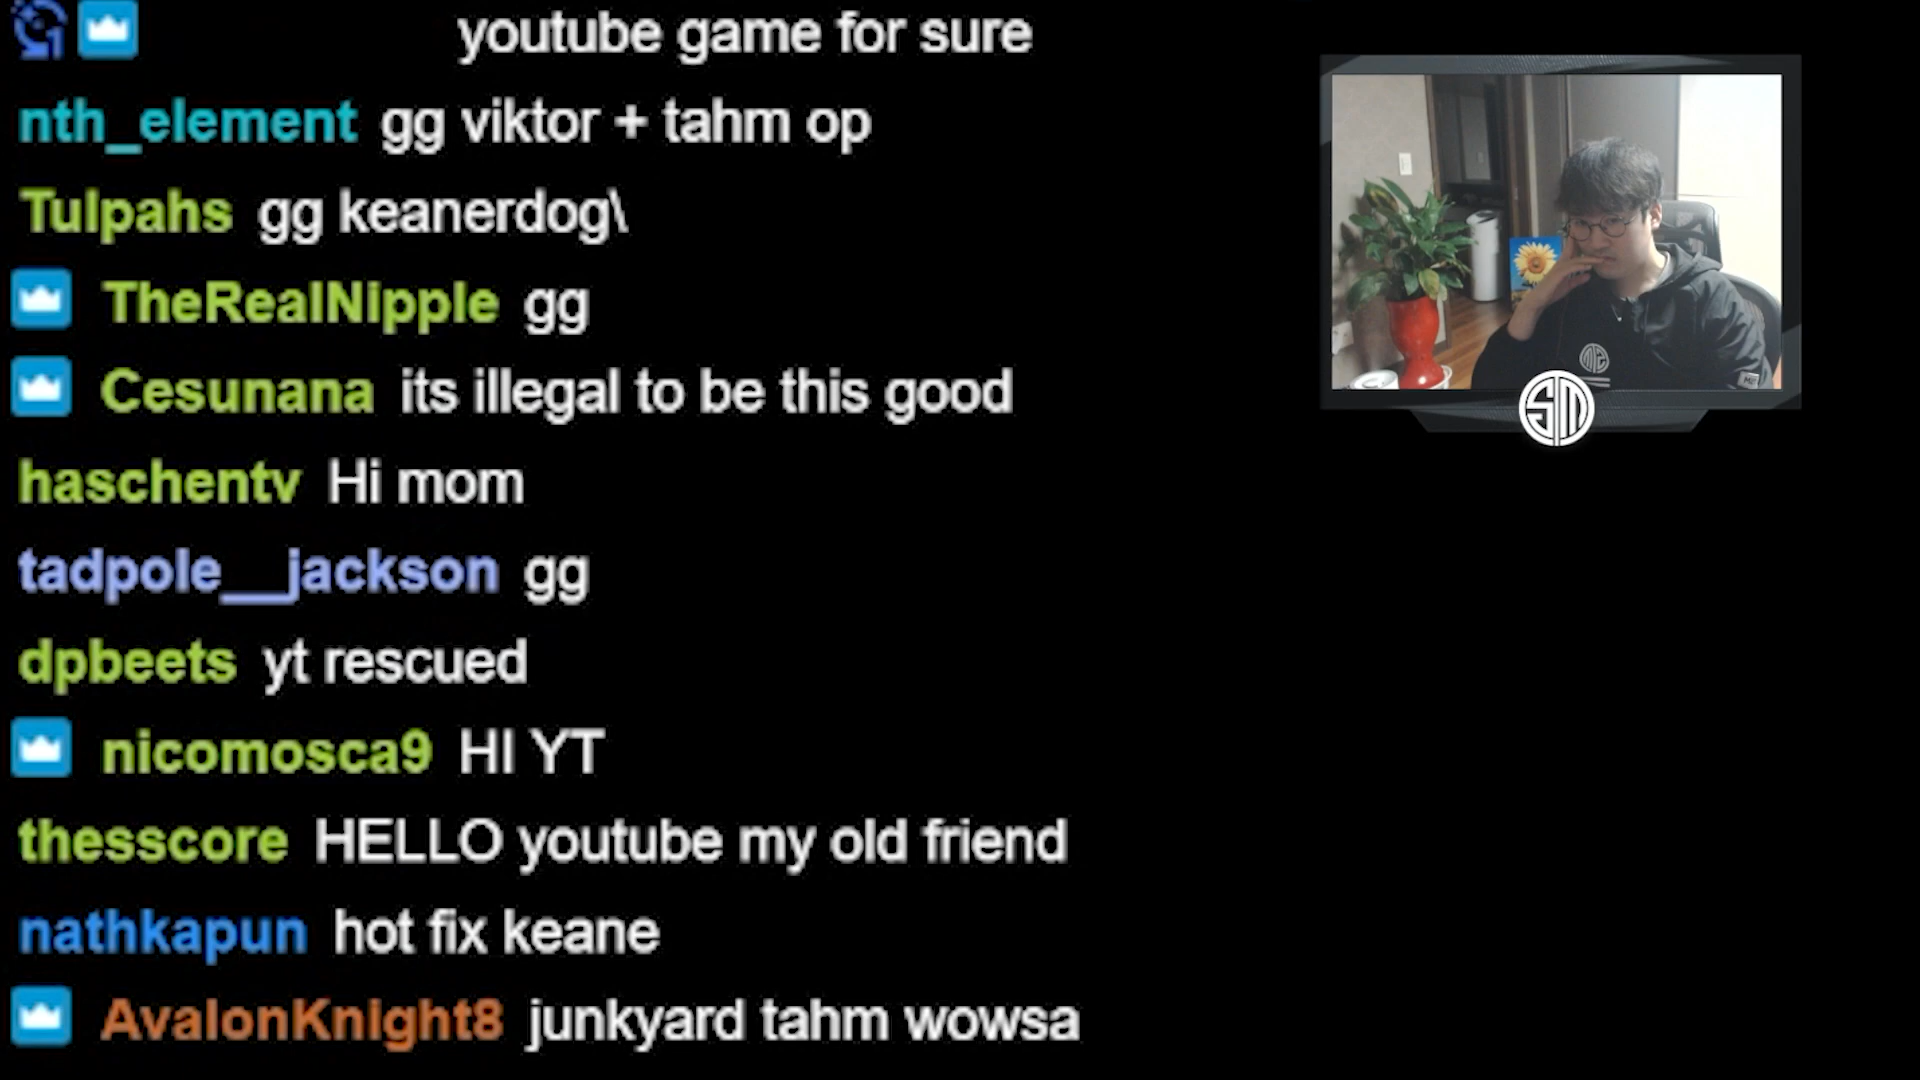 youtube game for sure
nth_element gg viktor + tahm op
Tulpahs gg keanerdog\
TheRealNipple gg
Cesunana its illegal to be this good
haschentv Hi mom
tadpole__jackson gg
dpbeets yt rescued
nicomosca9 HI YT
thesscore HELLO youtube my old friend
nathkapun hot fix keane
AvalonKnight8 junkyard tahm wowsa